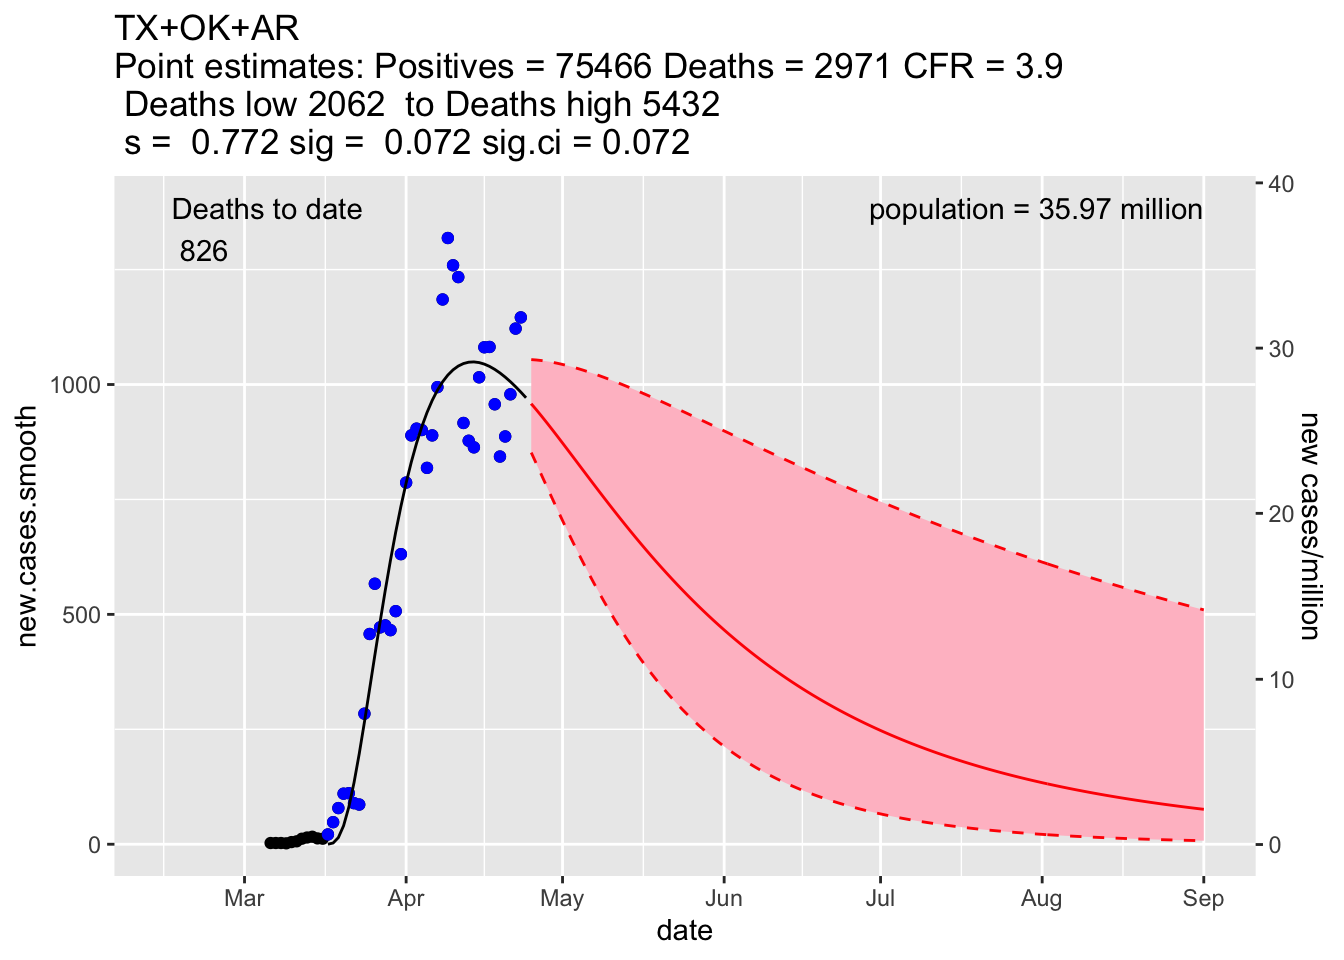 TX+OK+AR
Point estimates: Positives = 75466 Deaths = 2971 CFR = 3.9
Deaths low 2062  to Deaths high 5432
s =  0.772 sig =  0.072 sig.ci = 0.072
Deaths to date
826
population = 35.97 million
new.cases.smooth
1000
500
0
40
30
20
10
0
new cases/million
Mar Apr May Jun Jul Aug Sep
date